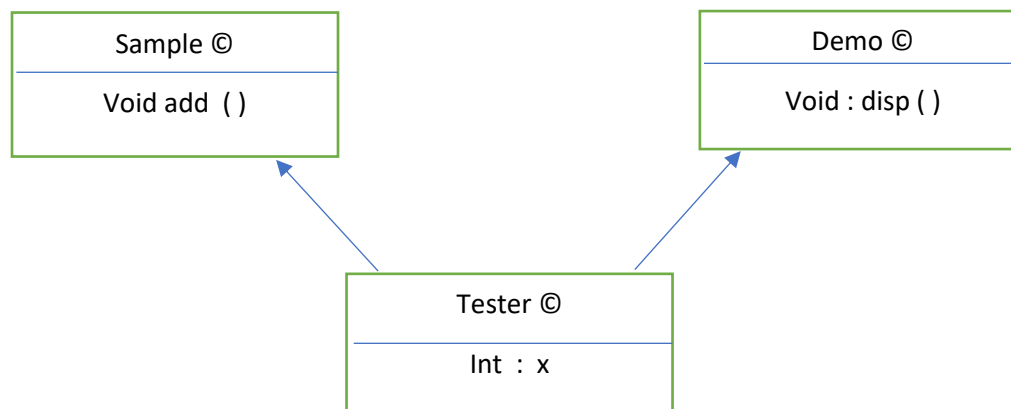 Sample ©
Void add ( )
Demo ©
Void : disp ( )
Tester ©
Int : x